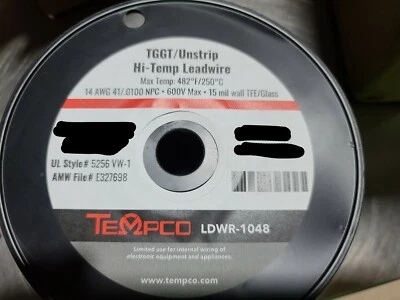 TGGT/Unstrip
Hi-Temp Leadwire
Max Temp: 482°F/250°C
14 AWG 41/.0100 NPC • 600V Max • 15 mil wall TFE/Glass
UL Style# 5256 VW-1
AMW File# E327698
TEMPCO LDWR-1048
Limited use for internal wiring of
electronic equipment and appliances.
www.tempco.com